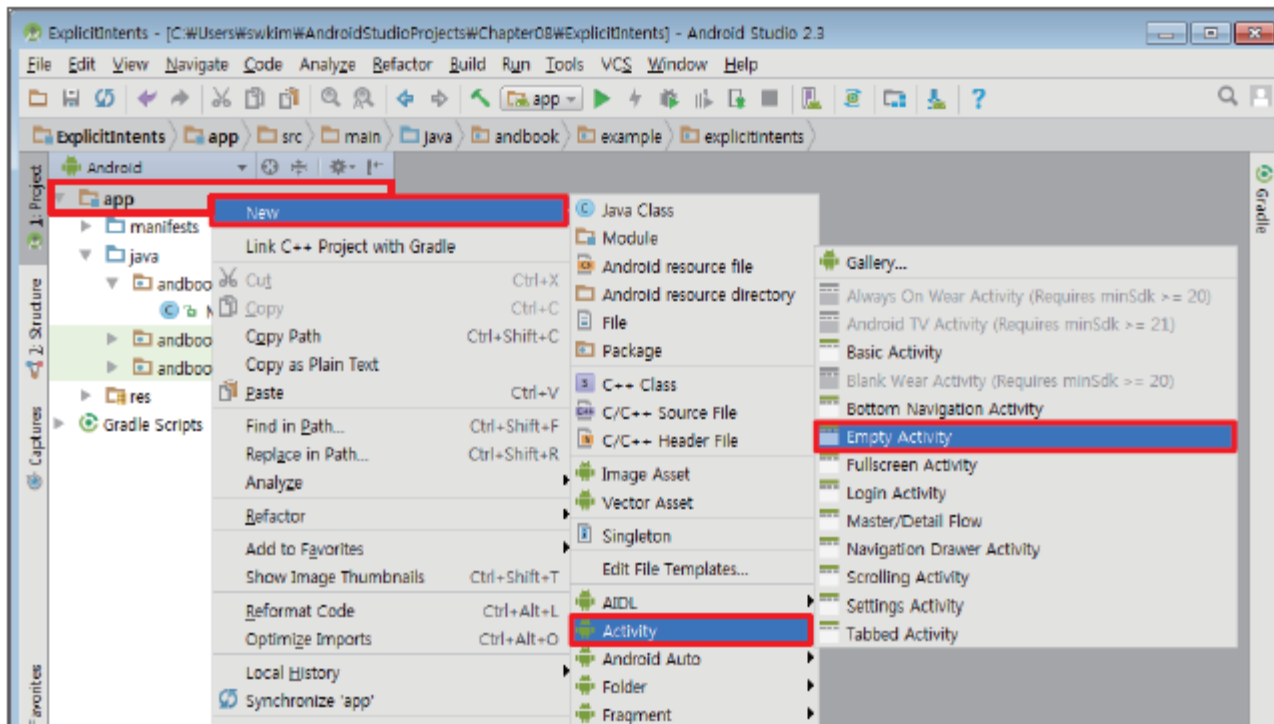 ExplicitIntents - [C:₩Users₩swkim₩AndroidStudioProjects₩Chapter08₩ExplicitIntents] - Android Studio 2.3
File Edit View Navigate Code Analyze Refactor Build Run Tools VCS Window Help
app
ExplicitIntents app src main java andbook example explicitintents
Android
1: Project
2: Structure
Captures
Favorites
Gradle
app
manifests
java
andboo
andboo
andboo
res
Gradle Scripts
New
Link C++ Project with Gradle
Cut Ctrl+X
Copy Ctrl+C
Copy Path Ctrl+Shift+C
Copy as Plain Text
Paste Ctrl+V
Find in Path... Ctrl+Shift+F
Replace in Path... Ctrl+Shift+R
Analyze
Refactor
Add to Favorites
Show Image Thumbnails Ctrl+Shift+T
Reformat Code Ctrl+Alt+L
Optimize Imports Ctrl+Alt+O
Local History
Synchronize 'app'
Java Class
Module
Android resource file
Android resource directory
File
Package
C++ Class
C/C++ Source File
C/C++ Header File
Image Asset
Vector Asset
Singleton
Edit File Templates...
AIDL
Activity
Android Auto
Folder
Fragment
Gallery...
Always On Wear Activity (Requires minSdk >= 20)
Android TV Activity (Requires minSdk >= 21)
Basic Activity
Blank Wear Activity (Requires minSdk >= 20)
Bottom Navigation Activity
Empty Activity
Fullscreen Activity
Login Activity
Master/Detail Flow
Navigation Drawer Activity
Scrolling Activity
Settings Activity
Tabbed Activity